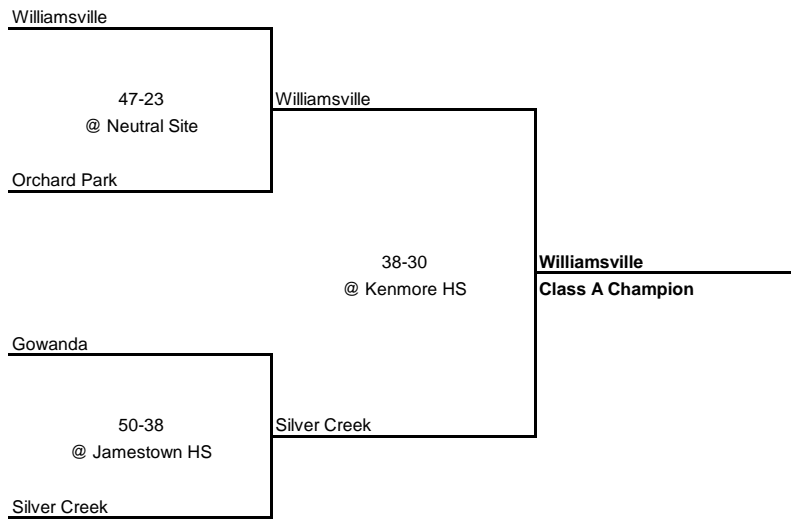 Williamsville
47-23
@ Neutral Site
Williamsville
Orchard Park
38-30
@ Kenmore HS
Williamsville
Class A Champion
Gowanda
50-38
@ Jamestown HS
Silver Creek
Silver Creek